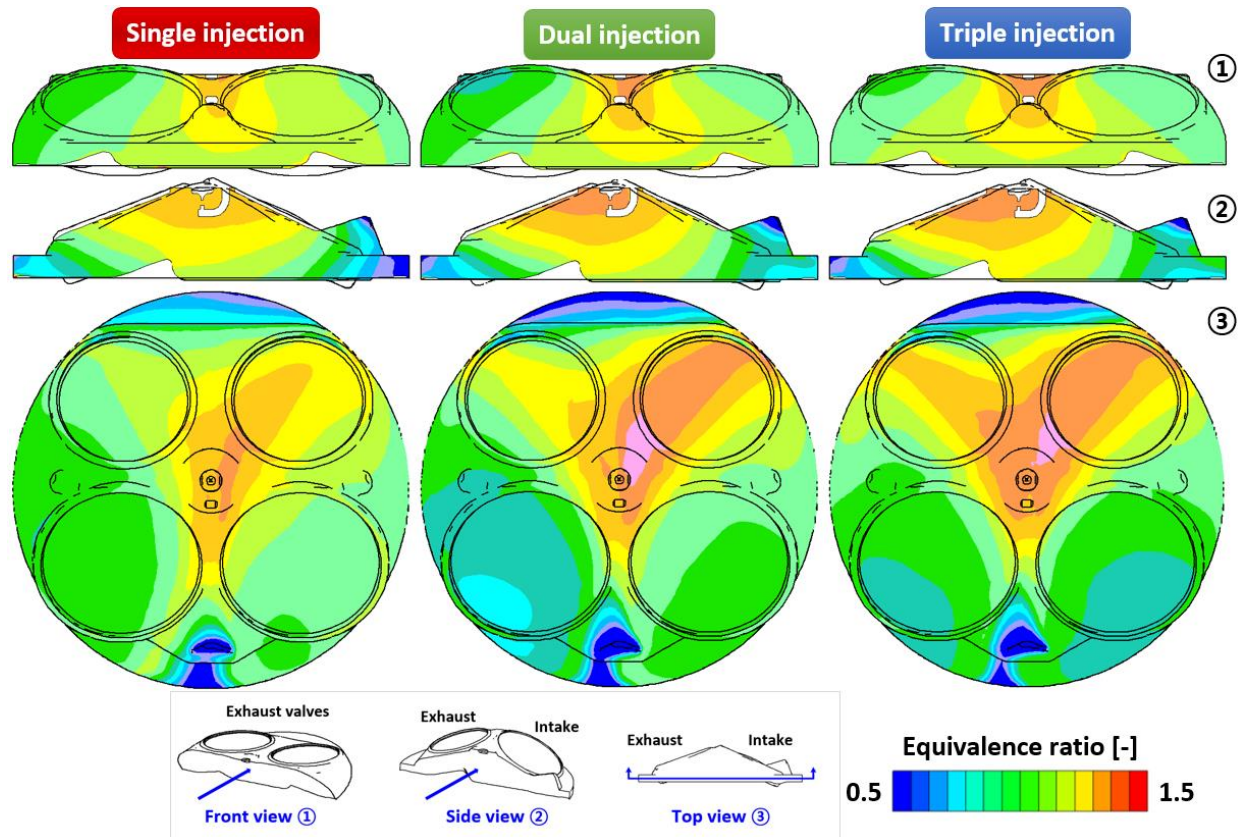 Single injection
Dual injection
Triple injection
①
②
③
Exhaust valves
Front view ①
Exhaust
Intake
Side view ②
Exhaust
Intake
Top view ③
Equivalence ratio [-]
0.5
1.5